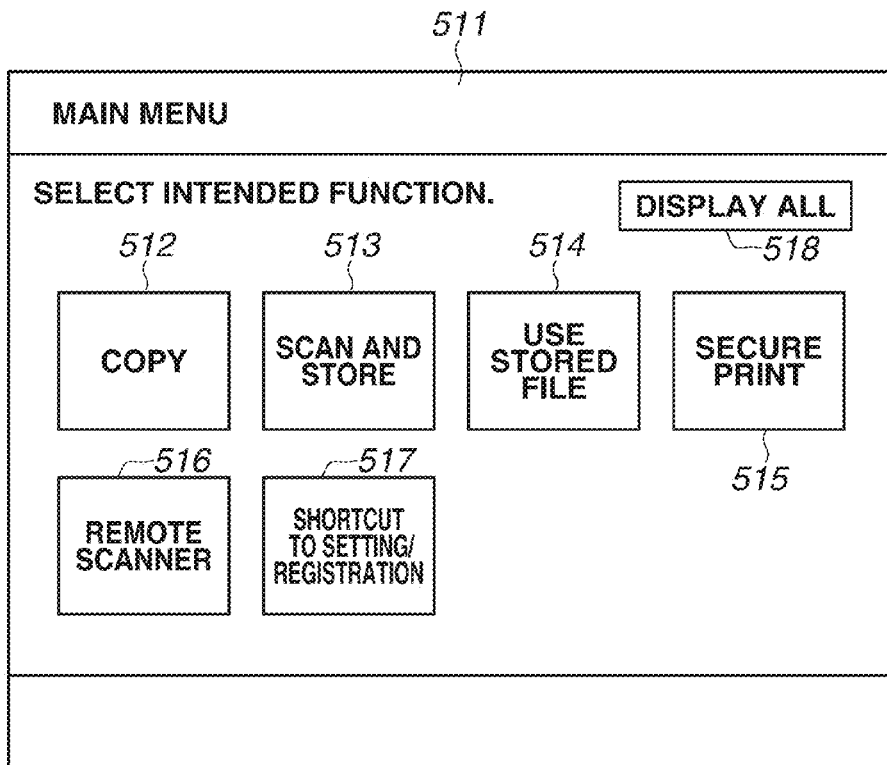 511
MAIN MENU
SELECT INTENDED FUNCTION.
DISPLAY ALL
518
512
513
514
COPY
SCAN AND
STORE
USE
STORED
FILE
SECURE
PRINT
515
516
517
REMOTE
SCANNER
SHORTCUT
TO SETTING/
REGISTRATION